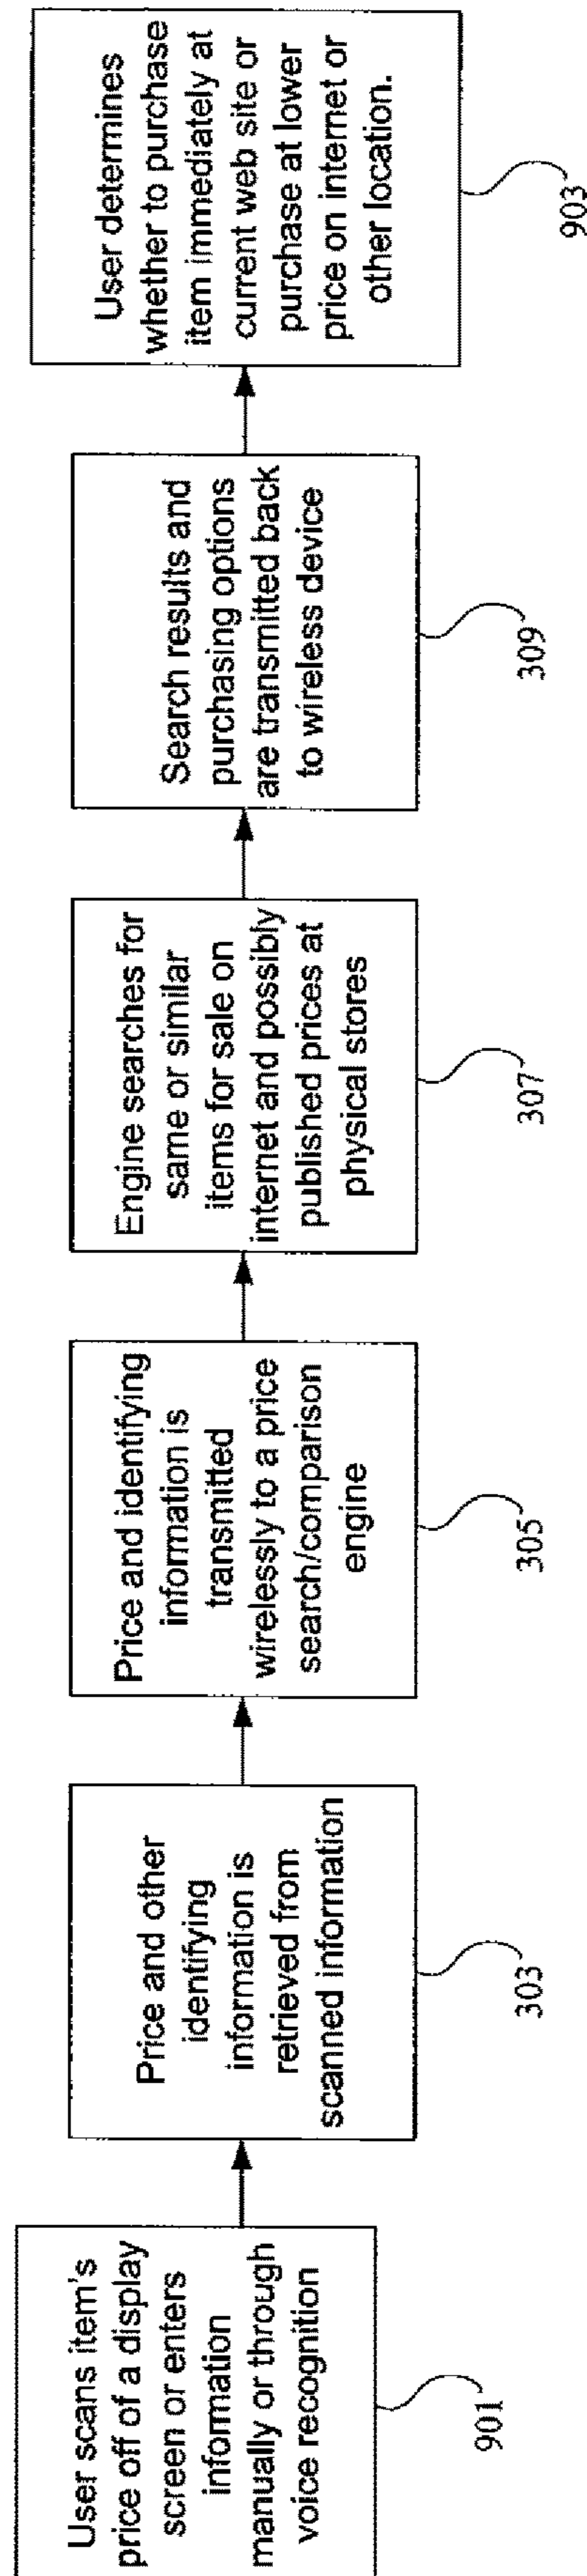 User scans item's
price off of a display
screen or enters
information
manually or through
voice recognition
901
Price and other
identifying
information is
retrieved from
scanned information
303
Price and identifying
information is
transmitted
wirelessly to a price
search/comparison
engine
305
Engine searches for
same or similar
items for sale on
internet and possibly
published prices at
physical stores
307
Search results and
purchasing options
are transmitted back
to wireless device
309
User determines
whether to purchase
item immediately at
current web site or
purchase at lower
price on internet or
other location.
903